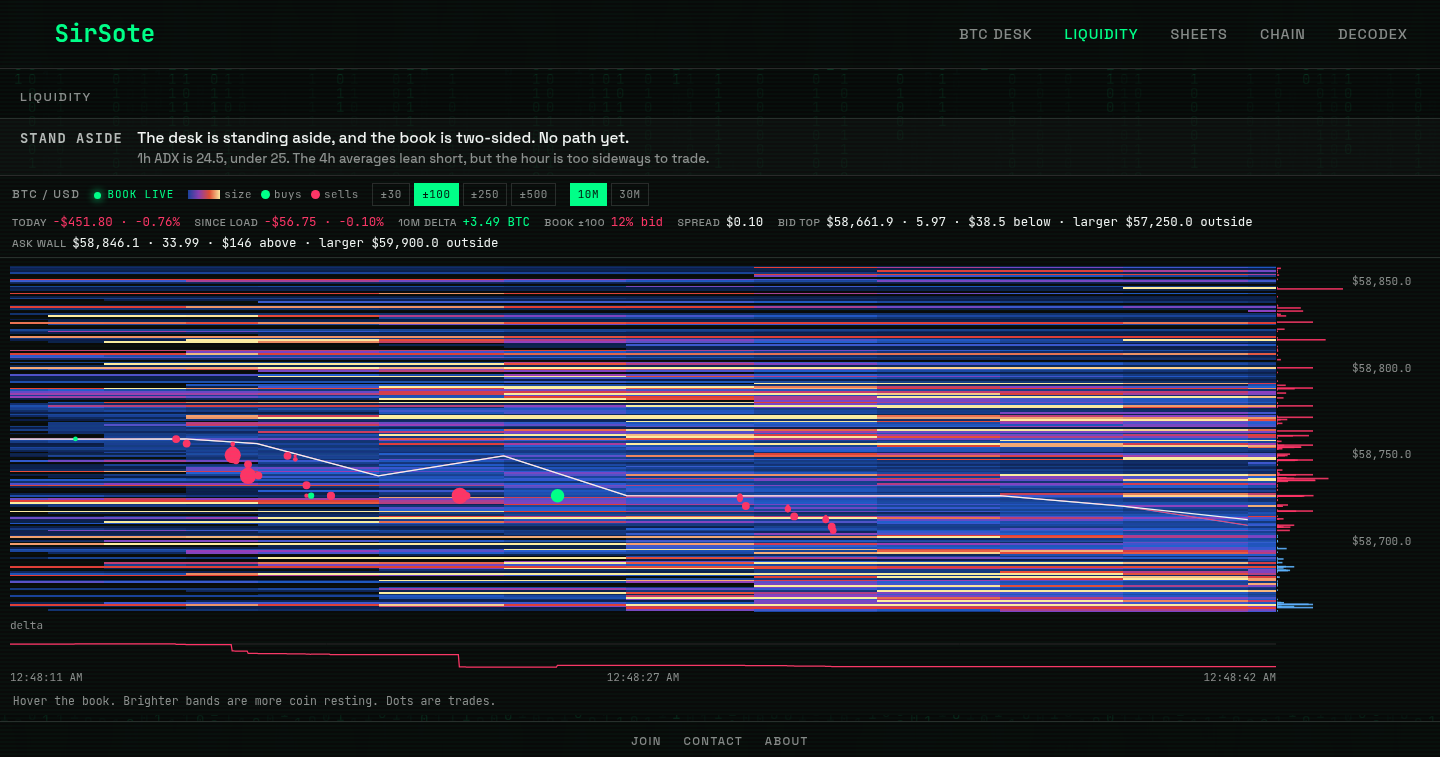 SirSote
BTC DESK LIQUIDITY SHEETS CHAIN DECODEX
LIQUIDITY
STAND ASIDE The desk is standing aside, and the book is two-sided. No path yet.
1h ADX is 24.5, under 25. The 4h averages lean short, but the hour is too sideways to trade.
BTC / USD BOOK LIVE size buys sells ±30 ±100 ±250 ±500 10M 30M
TODAY -$451.80 · -0.76% SINCE LOAD -$56.75 · -0.10% 10M DELTA +3.49 BTC BOOK ±100 12% bid SPREAD $0.10 BID TOP $58,661.9 · 5.97 · $38.5 below · larger $57,250.0 outside
ASK WALL $58,846.1 · 33.99 · $146 above · larger $59,900.0 outside
$58,850.0
$58,800.0
$58,750.0
$58,700.0
delta
12:48:11 AM 12:48:27 AM 12:48:42 AM
Hover the book. Brighter bands are more coin resting. Dots are trades.
JOIN CONTACT ABOUT